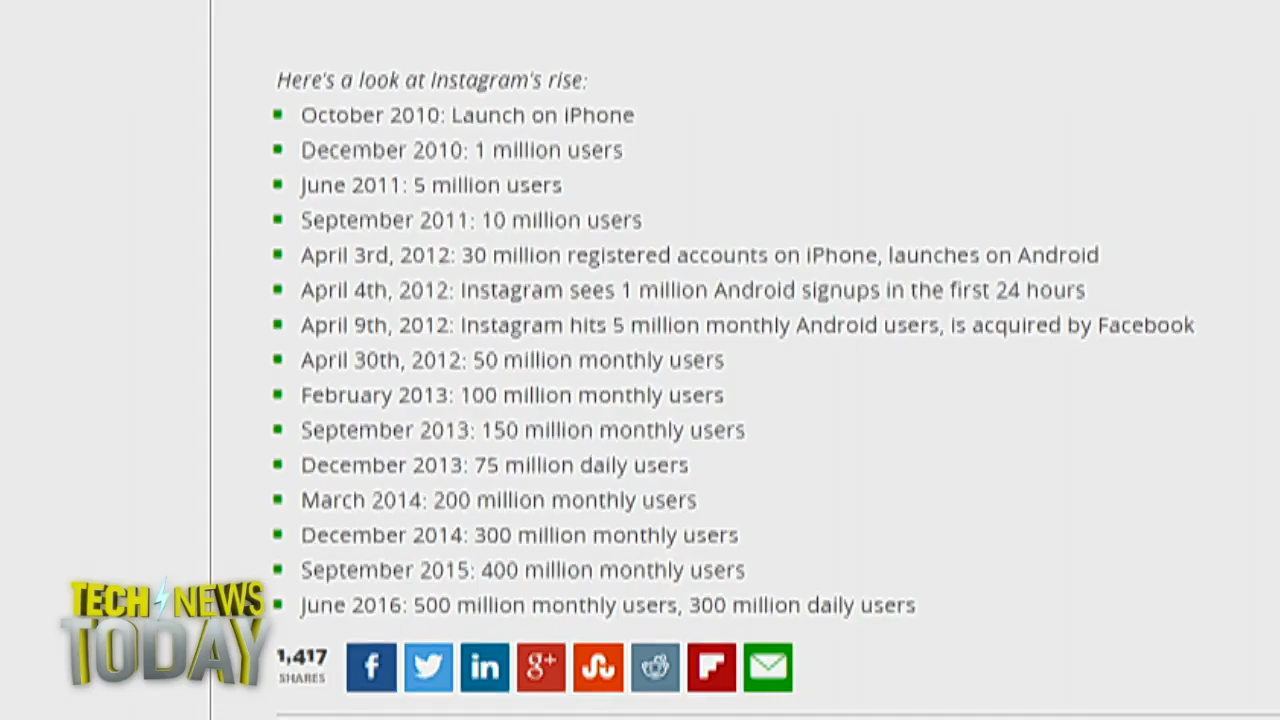 Here's a look at Instagram's rise:
October 2010: Launch on iPhone
December 2010: 1 million users
June 2011: 5 million users
September 2011: 10 million users
April 3rd, 2012: 30 million registered accounts on iPhone, launches on Android
April 4th, 2012: Instagram sees 1 million Android signups in the first 24 hours
April 9th, 2012: Instagram hits 5 million monthly Android users, is acquired by Facebook
April 30th, 2012: 50 million monthly users
February 2013: 100 million monthly users
September 2013: 150 million monthly users
December 2013: 75 million daily users
March 2014: 200 million monthly users
December 2014: 300 million monthly users
September 2015: 400 million monthly users
June 2016: 500 million monthly users, 300 million daily users
TECH NEWS
TODAY
1,417
SHARES
f
in
g+